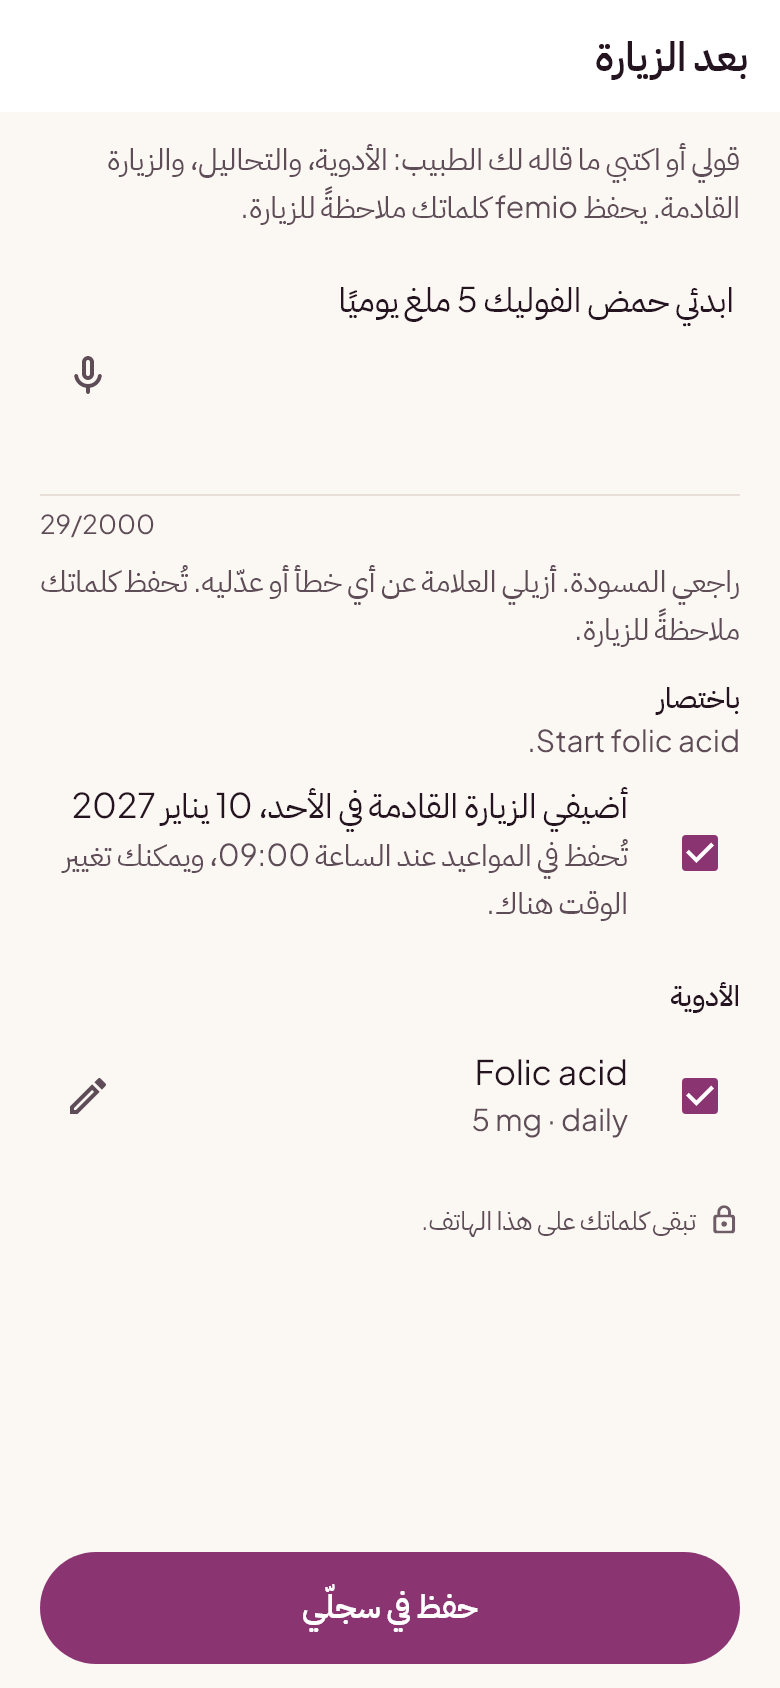 بعد الزيارة
قولي أو اكتبي ما قاله لك الطبيب: الأدوية، والتحاليل، والزيارة
القادمة. يحفظ femio كلماتك ملاحظةً للزيارة.
ابدئي حمض الفوليك 5 ملغ يوميًا
29/2000
راجعي المسودة. أزيلي العلامة عن أي خطأ أو عدّليه. تُحفظ كلماتك
ملاحظةً للزيارة.
باختصار
Start folic acid.
أضيفي الزيارة القادمة في الأحد، 10 يناير 2027
تُحفظ في المواعيد عند الساعة 09:00، ويمكنك تغيير
الوقت هناك.
الأدوية
Folic acid
5 mg · daily
تبقى كلماتك على هذا الهاتف.
حفظ في سجلّي